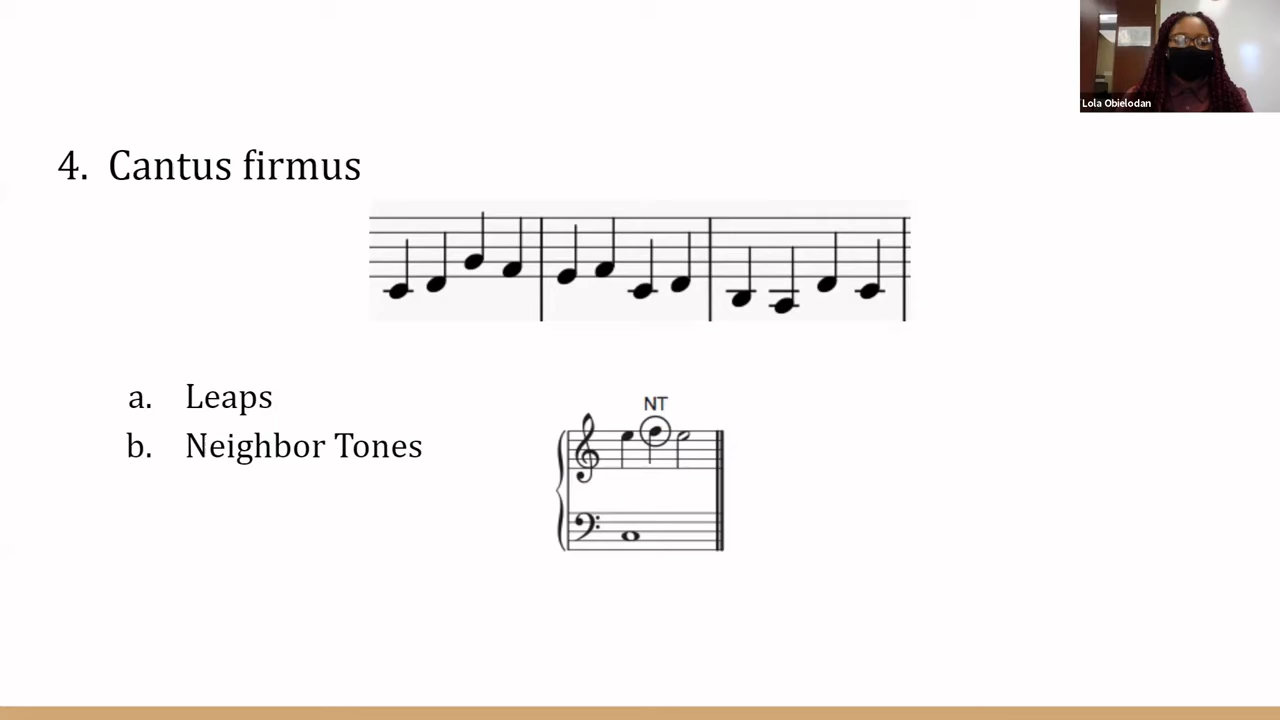 Lola Obielodan
4. Cantus firmus
NT
a. Leaps
b. Neighbor Tones